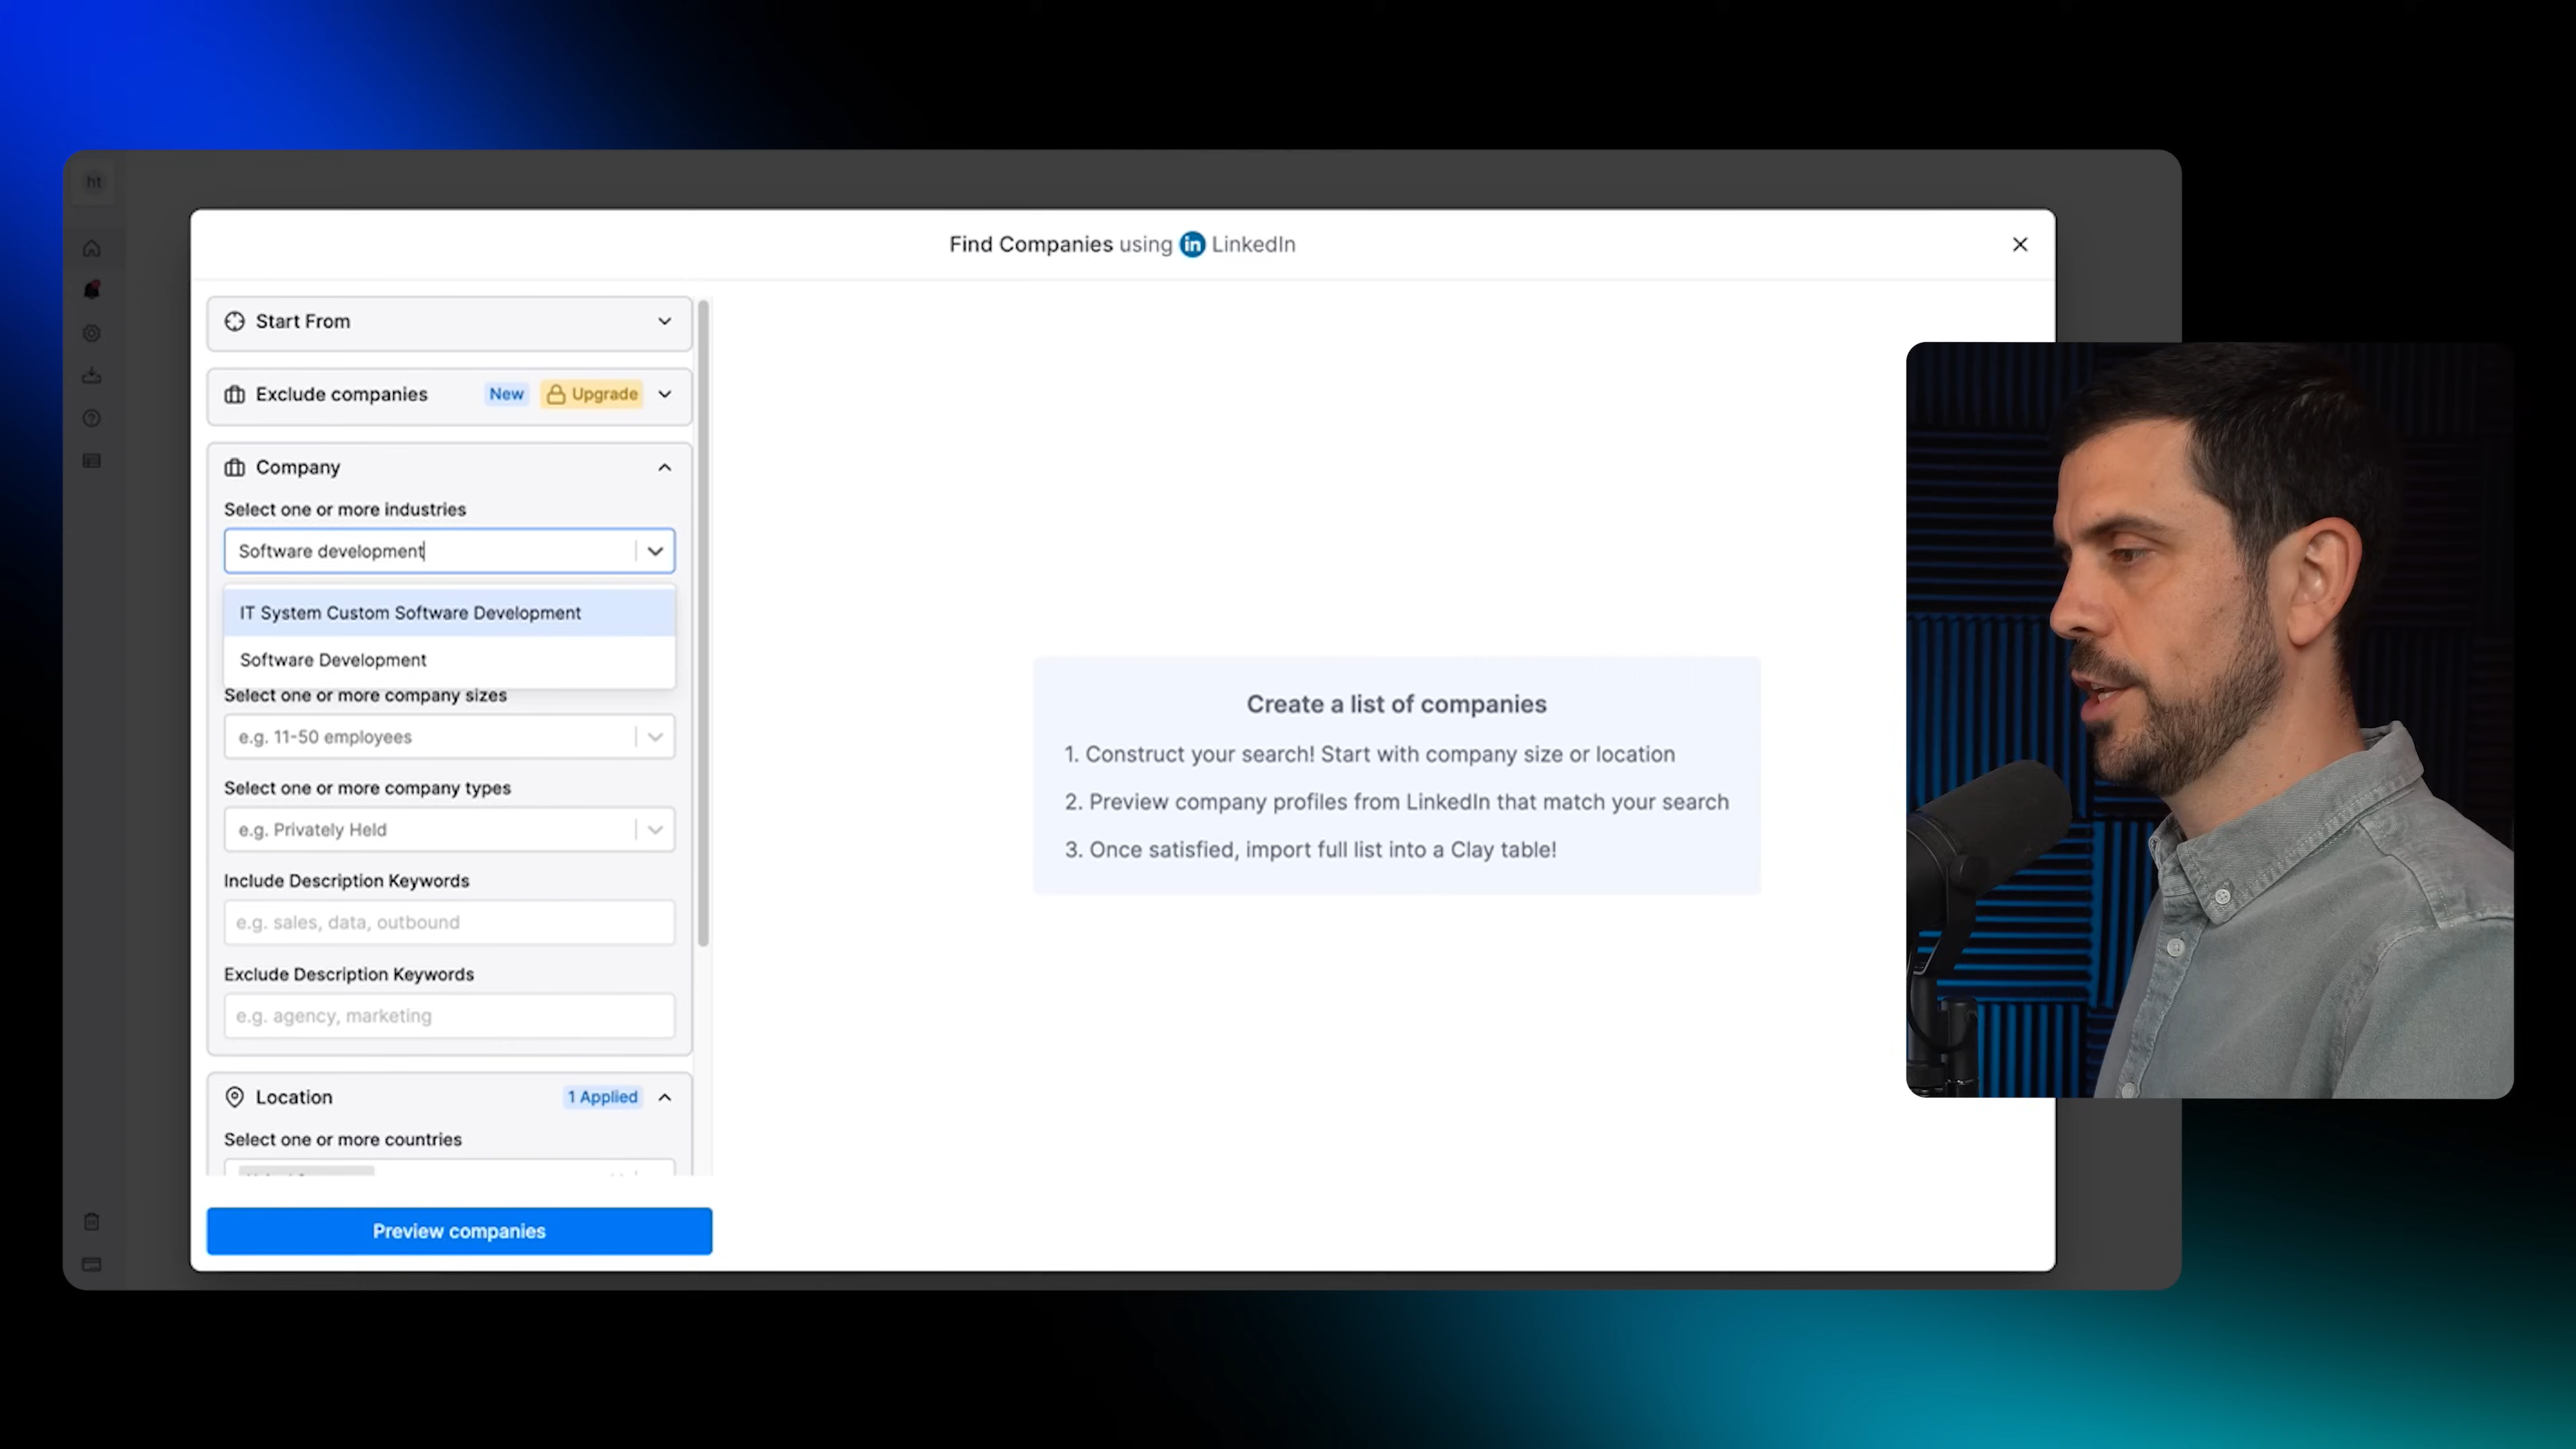 ht
Find Companies using in LinkedIn
Start From
Exclude companies New Upgrade
Company
Select one or more industries
Software development
IT System Custom Software Development
Software Development
Select one or more company sizes
e.g. 11-50 employees
Select one or more company types
e.g. Privately Held
Include Description Keywords
e.g. sales, data, outbound
Exclude Description Keywords
e.g. agency, marketing
Location 1 Applied
Select one or more countries
Preview companies
Create a list of companies
1. Construct your search! Start with company size or location
2. Preview company profiles from LinkedIn that match your search
3. Once satisfied, import full list into a Clay table!